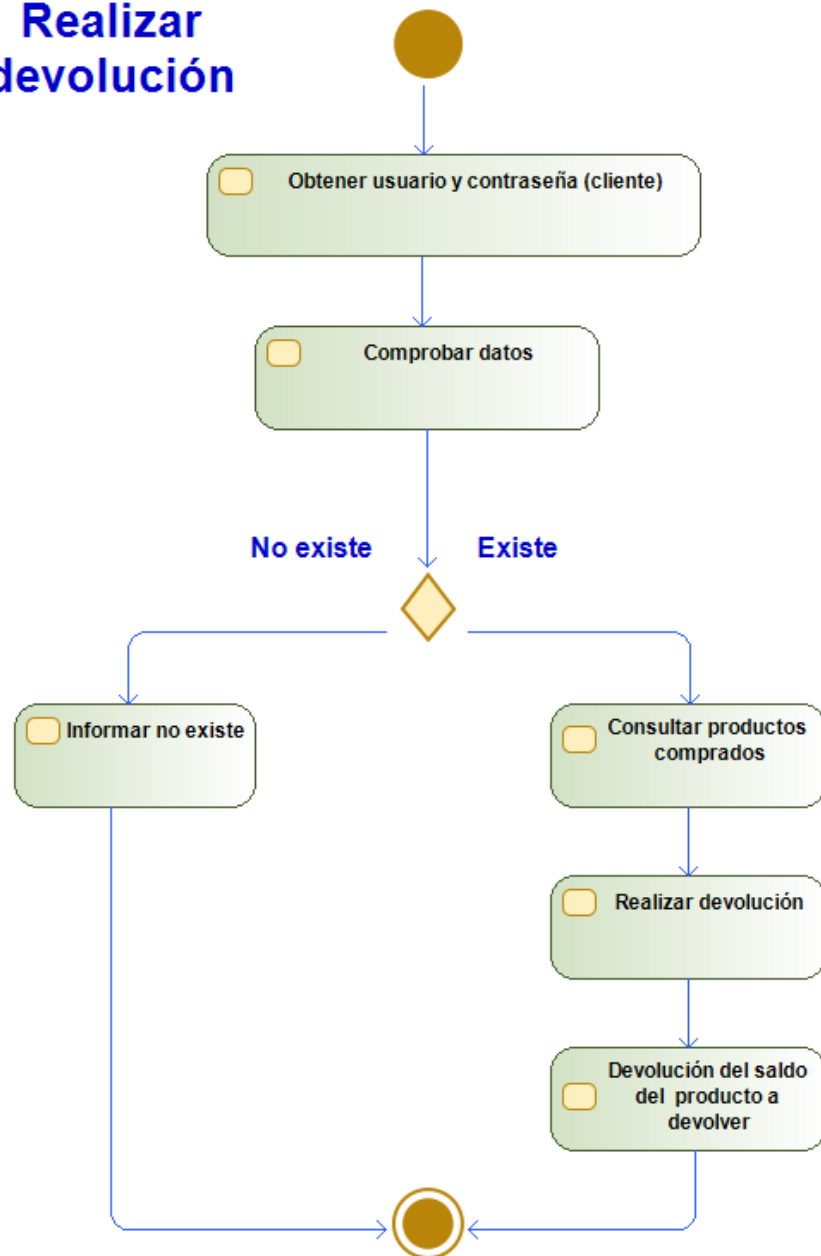 Realizar
devolución
Obtener usuario y contraseña (cliente)
Comprobar datos
No existe
Existe
Informar no existe
Consultar productos
comprados
Realizar devolución
Devolución del saldo
del producto a
devolver